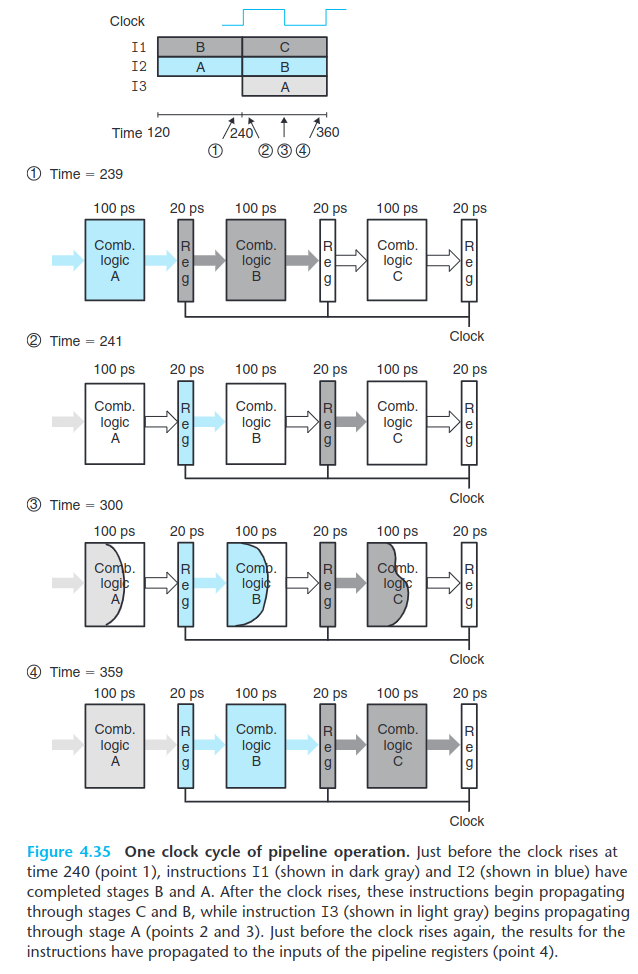 Clock
I1 B C
I2 A B
I3 A
Time 120 240 360
① ② ③ ④
① Time = 239
100 ps 20 ps 100 ps 20 ps 100 ps 20 ps
Comb. logic A Reg Comb. logic B Reg Comb. logic C Reg
Clock
② Time = 241
100 ps 20 ps 100 ps 20 ps 100 ps 20 ps
Comb. logic A Reg Comb. logic B Reg Comb. logic C Reg
Clock
③ Time = 300
100 ps 20 ps 100 ps 20 ps 100 ps 20 ps
Comb. logic A Reg Comb. logic B Reg Comb. logic C Reg
Clock
④ Time = 359
100 ps 20 ps 100 ps 20 ps 100 ps 20 ps
Comb. logic A Reg Comb. logic B Reg Comb. logic C Reg
Clock
Figure 4.35 One clock cycle of pipeline operation. Just before the clock rises at
time 240 (point 1), instructions I1 (shown in dark gray) and I2 (shown in blue) have
completed stages B and A. After the clock rises, these instructions begin propagating
through stages C and B, while instruction I3 (shown in light gray) begins propagating
through stage A (points 2 and 3). Just before the clock rises again, the results for the
instructions have propagated to the inputs of the pipeline registers (point 4).